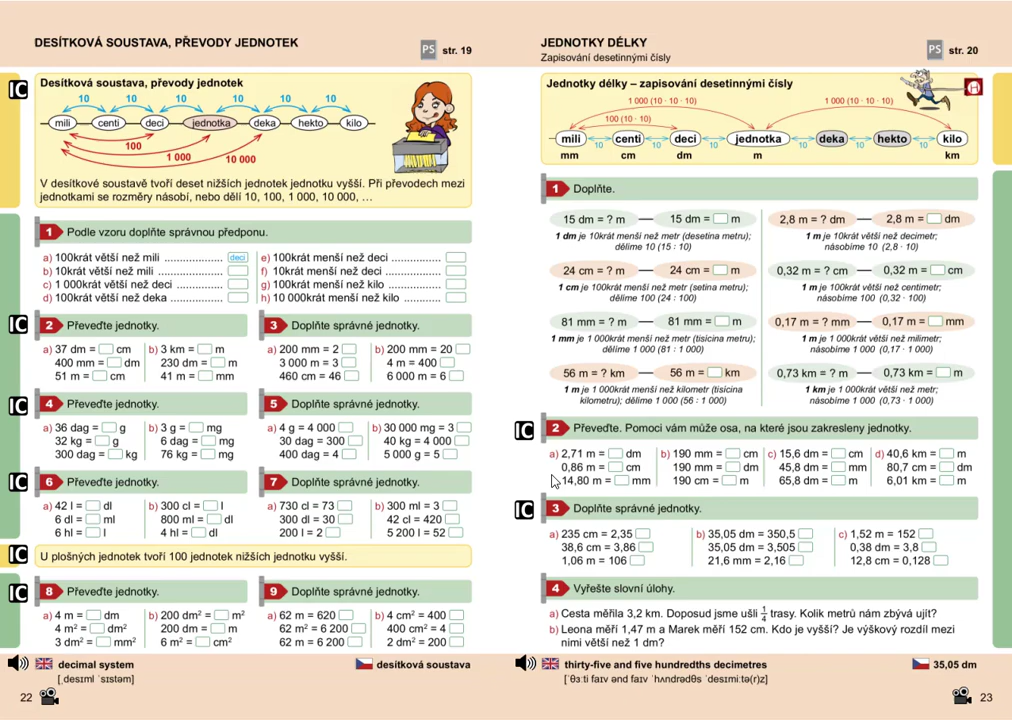 DESÍTKOVÁ SOUSTAVA, PŘEVODY JEDNOTEK
PS str. 19
IC
Desítková soustava, převody jednotek
10 10 10 10 10 10
mili centi deci jednotka deka hekto kilo
100
1 000
10 000
V desítkové soustavě tvoří deset nižších jednotek jednotku vyšší. Při převodech mezi
jednotkami se rozměry násobí, nebo dělí 10, 100, 1 000, 10 000, …
1 Podle vzoru doplňte správnou předponu.
a) 100krát větší než mili ................... deci
b) 10krát větší než mili .....................
c) 1 000krát větší než deci ...............
d) 100krát větší než deka .................
e) 100krát menší než deci ................
f) 10krát menší než deci ..................
g) 100krát menší než kilo .................
h) 10 000krát menší než kilo ............
IC
2 Převeďte jednotky.
a) 37 dm = cm
400 mm = dm
51 m = cm
b) 3 km = m
230 dm = m
41 m = mm
3 Doplňte správné jednotky.
a) 200 mm = 2
3 000 m = 3
460 cm = 46
b) 200 mm = 20
4 m = 400
6 000 m = 6
IC
4 Převeďte jednotky.
a) 36 dag = g
32 kg = g
300 dag = kg
b) 3 g = mg
6 dag = mg
76 kg = mg
5 Doplňte správné jednotky.
a) 4 g = 4 000
30 dag = 300
400 dag = 4
b) 30 000 mg = 3
40 kg = 4 000
5 000 g = 5
IC
6 Převeďte jednotky.
a) 42 l = dl
6 dl = ml
6 hl = l
b) 300 cl = l
800 ml = dl
4 hl = dl
7 Doplňte správné jednotky.
a) 730 cl = 73
300 dl = 30
200 l = 2
b) 300 ml = 3
42 cl = 420
5 200 l = 52
IC
U plošných jednotek tvoří 100 jednotek nižších jednotku vyšší.
IC
8 Převeďte jednotky.
a) 4 m = dm
4 m² = dm²
3 dm² = mm²
b) 200 dm² = m²
200 dm = m
6 m² = cm²
9 Doplňte správné jednotky.
a) 62 m = 620
62 m² = 6 200
62 m = 6 200
b) 4 cm² = 400
400 cm² = 4
2 dm² = 200
decimal system
[ˌdesɪml ˈsɪstəm]
desítková soustava
22
JEDNOTKY DÉLKY
Zapisování desetinnými čísly
PS str. 20
Jednotky délky – zapisování desetinnými čísly
1 000 (10 · 10 · 10) 1 000 (10 · 10 · 10)
100 (10 · 10)
mili centi deci jednotka deka hekto kilo
10 10 10 10 10 10
mm cm dm m km
1 Doplňte.
15 dm = ? m 15 dm = m
1 dm je 10krát menší než metr (desetina metru);
dělíme 10 (15 : 10)
24 cm = ? m 24 cm = m
1 cm je 100krát menší než metr (setina metru);
dělíme 100 (24 : 100)
81 mm = ? m 81 mm = m
1 mm je 1 000krát menší než metr (tisícina metru);
dělíme 1 000 (81 : 1 000)
56 m = ? km 56 m = km
1 m je 1 000krát menší než kilometr (tisícina
kilometru); dělíme 1 000 (56 : 1 000)
2,8 m = ? dm 2,8 m = dm
1 m je 10krát větší než decimetr;
násobíme 10 (2,8 · 10)
0,32 m = ? cm 0,32 m = cm
1 m je 100krát větší než centimetr;
násobíme 100 (0,32 · 100)
0,17 m = ? mm 0,17 m = mm
1 m je 1 000krát větší než milimetr;
násobíme 1 000 (0,17 · 1 000)
0,73 km = ? m 0,73 km = m
1 km je 1 000krát větší než metr;
násobíme 1 000 (0,73 · 1 000)
IC
2 Převeďte. Pomocí vám může osa, na které jsou zakresleny jednotky.
a) 2,71 m = dm
0,86 m = cm
14,80 m = mm
b) 190 mm = cm
190 mm = dm
190 cm = m
c) 15,6 dm = cm
45,8 dm = mm
65,8 dm = m
d) 40,6 km = m
80,7 cm = dm
6,01 km = m
IC
3 Doplňte správné jednotky.
a) 235 cm = 2,35
38,6 cm = 3,86
1,06 m = 106
b) 35,05 dm = 350,5
35,05 dm = 3,505
21,6 mm = 2,16
c) 1,52 m = 152
0,38 dm = 3,8
12,8 cm = 0,128
4 Vyřešte slovní úlohy.
a) Cesta měřila 3,2 km. Doposud jsme ušli 1/4 trasy. Kolik metrů nám zbývá ujít?
b) Leona měří 1,47 m a Marek měří 152 cm. Kdo je vyšší? Je výškový rozdíl mezi
nimi větší než 1 dm?
thirty-five and five hundredths decimetres
[ˈθɜːti faɪv ənd faɪv ˈhʌndrədθs ˈdesɪmiːtə(r)z]
35,05 dm
23